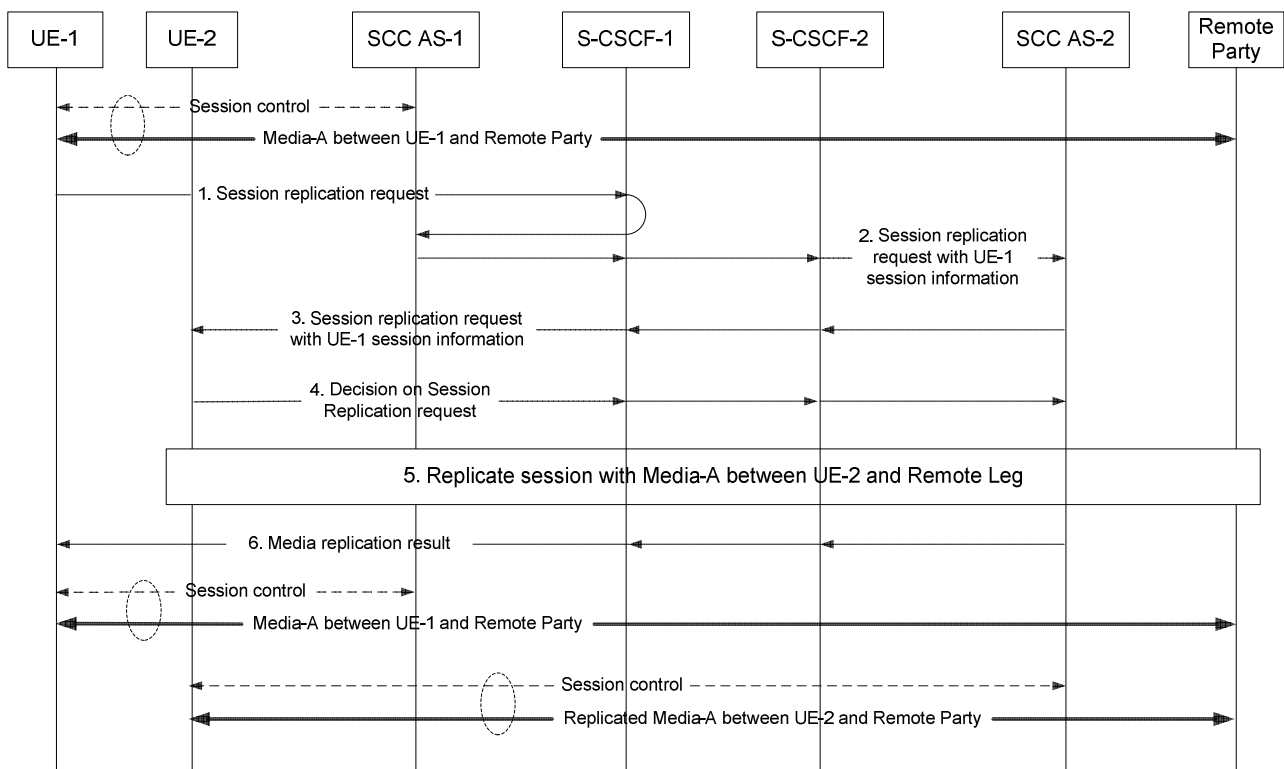 UE-1
UE-2
SCC AS-1
S-CSCF-1
S-CSCF-2
SCC AS-2
Remote
Party
Session control
Media-A between UE-1 and Remote Party
1. Session replication request
2. Session replication
request with UE-1
session information
3. Session replication request
with UE-1 session information
4. Decision on Session
Replication request
5. Replicate session with Media-A between UE-2 and Remote Leg
6. Media replication result
Session control
Media-A between UE-1 and Remote Party
Session control
Replicated Media-A between UE-2 and Remote Party